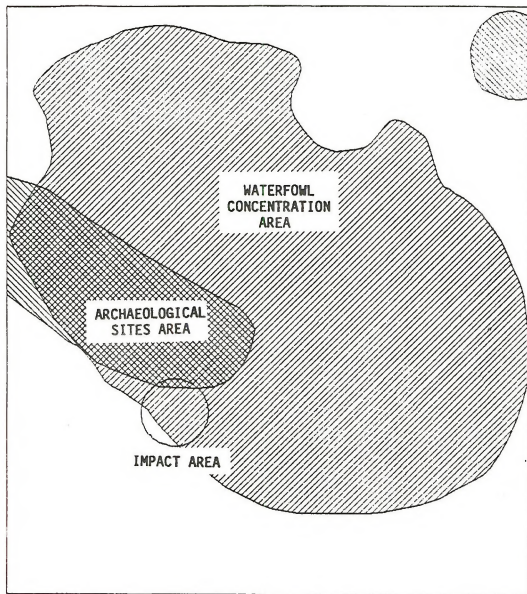 WATERFOWL
CONCENTRATION
AREA
ARCHAEOLOGICAL
SITES AREA
IMPACT AREA